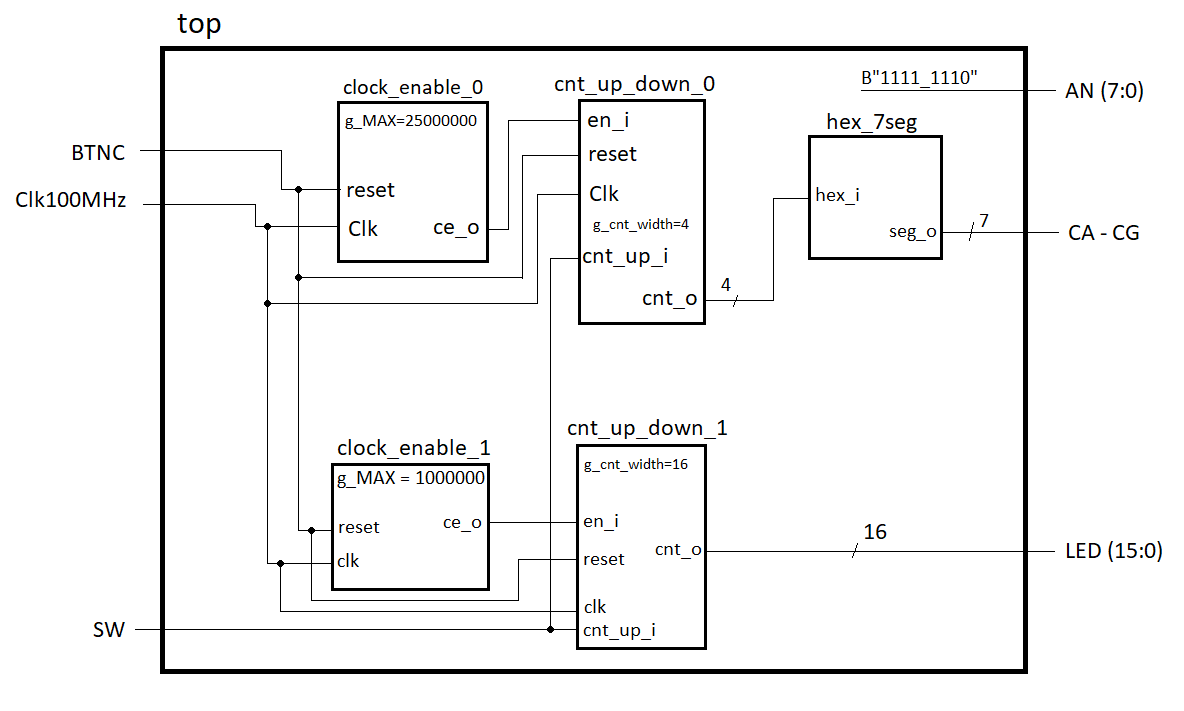 top
clock_enable_0
g_MAX=25000000
reset
Clk
ce_o
cnt_up_down_0
en_i
reset
Clk
g_cnt_width=4
cnt_up_i
cnt_o
4
B"1111_1110"
AN (7:0)
hex_7seg
hex_i
seg_o
7
CA - CG
BTNC
Clk100MHz
clock_enable_1
g_MAX = 1000000
reset
ce_o
clk
cnt_up_down_1
g_cnt_width=16
en_i
cnt_o
reset
clk
cnt_up_i
16
LED (15:0)
SW